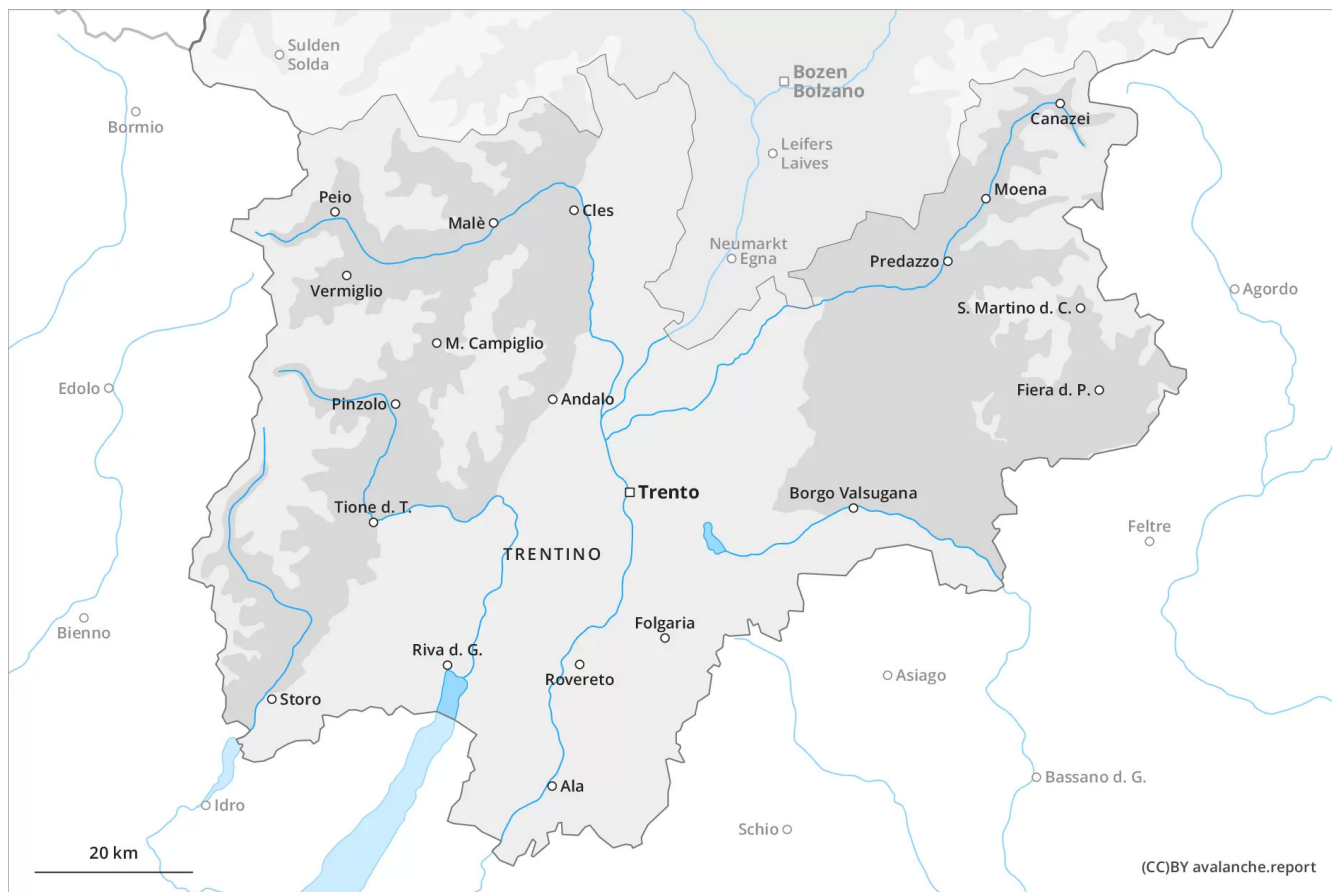 Sulden
Solda
Bozen
Bolzano
Bormio
Canazei
Leifers
Laives
Peio
Moena
Malè
Cles
Neumarkt
Egna
Predazzo
Vermiglio
Agordo
S. Martino d. C.
M. Campiglio
Edolo
Fiera d. P.
Pinzolo
Andalo
Trento
Borgo Valsugana
Tione d. T.
Feltre
TRENTINO
Bienno
Folgaria
Riva d. G.
Asiago
Rovereto
Storo
Bassano d. G.
Ala
Idro
Schio
20 km
(CC)BY avalanche.report